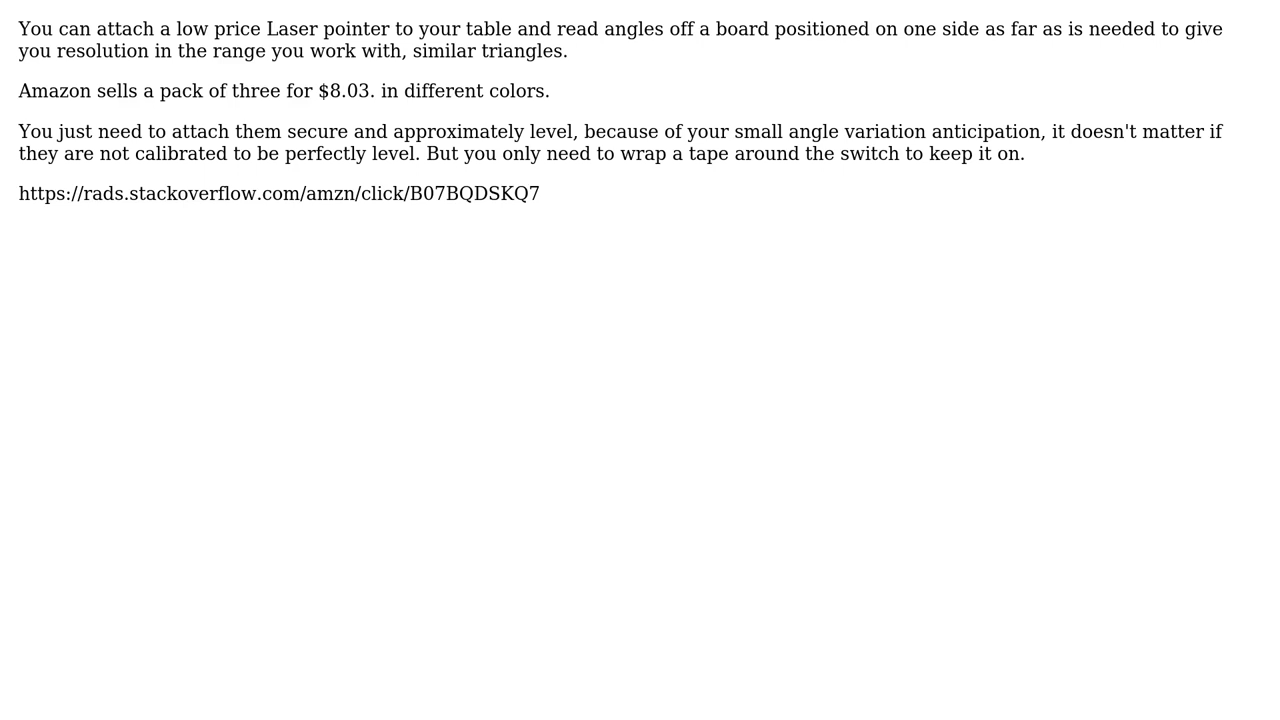 You can attach a low price Laser pointer to your table and read angles off a board positioned on one side as far as is needed to give
you resolution in the range you work with, similar triangles.
Amazon sells a pack of three for $8.03. in different colors.
You just need to attach them secure and approximately level, because of your small angle variation anticipation, it doesn't matter if
they are not calibrated to be perfectly level. But you only need to wrap a tape around the switch to keep it on.
https://rads.stackoverflow.com/amzn/click/B07BQDSKQ7